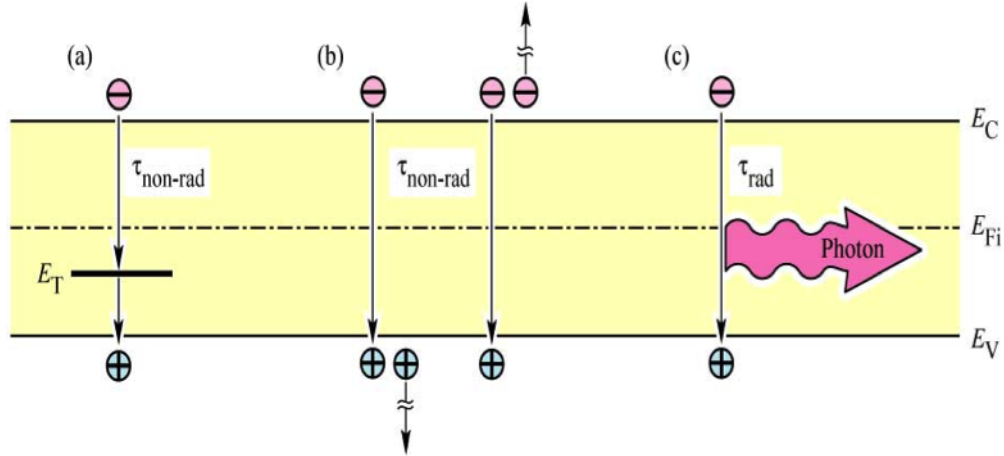 (a)
(b)
(c)
E_C
τ_non-rad
τ_non-rad
τ_rad
E_Fi
Photon
E_T
E_V